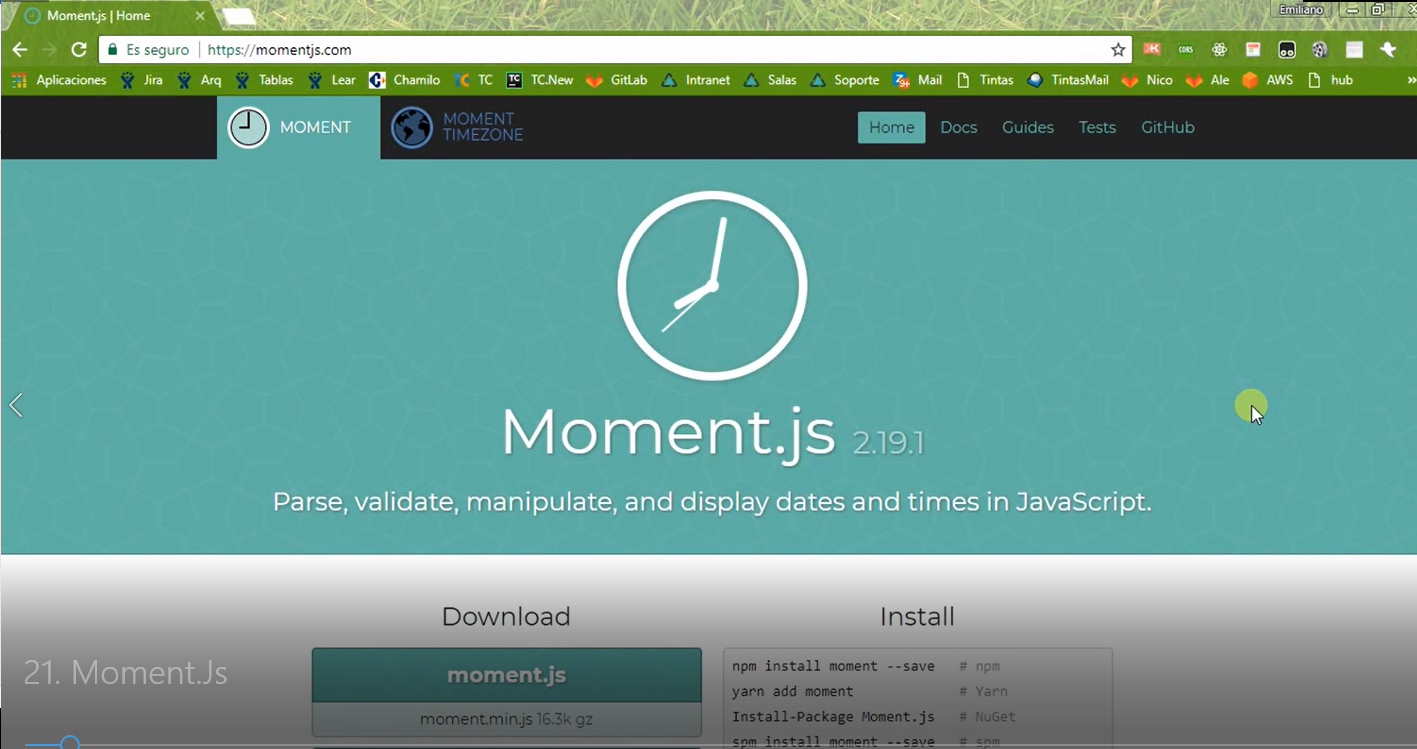 Moment.js | Home
Emiliano
Es seguro | https://momentjs.com
CORS
Aplicaciones Jira Arq Tablas Lear Chamilo TC TC TC.New GitLab Intranet Salas Soporte Mail Tintas TintasMail Nico Ale AWS hub »
MOMENT
MOMENT
TIMEZONE
Home Docs Guides Tests GitHub
Moment.js 2.19.1
Parse, validate, manipulate, and display dates and times in JavaScript.
Download
moment.js
moment.min.js 16.3k gz
Install
npm install moment --save # npm
yarn add moment # Yarn
Install-Package Moment.js # NuGet
spm install moment --save # spm
21. Moment.Js